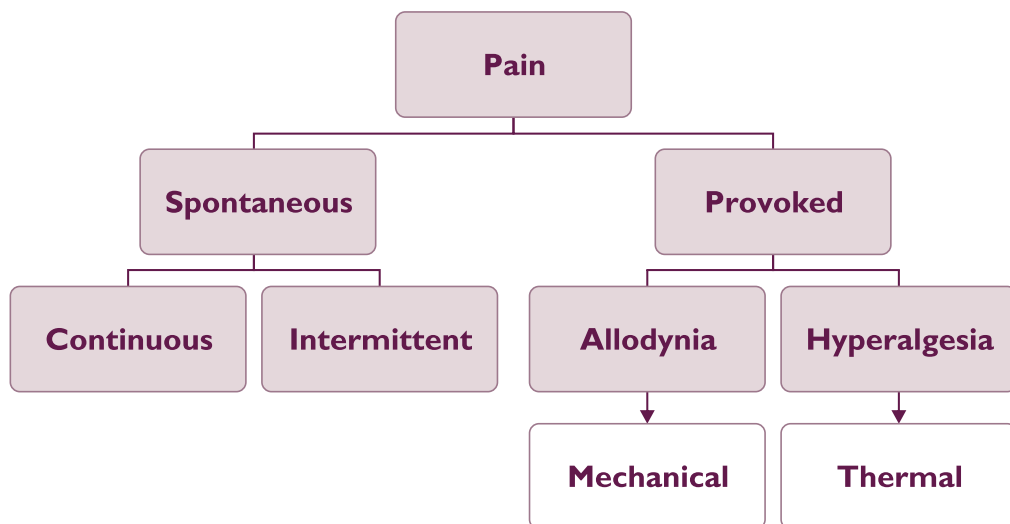 Pain
Spontaneous
Provoked
Continuous
Intermittent
Allodynia
Hyperalgesia
Mechanical
Thermal